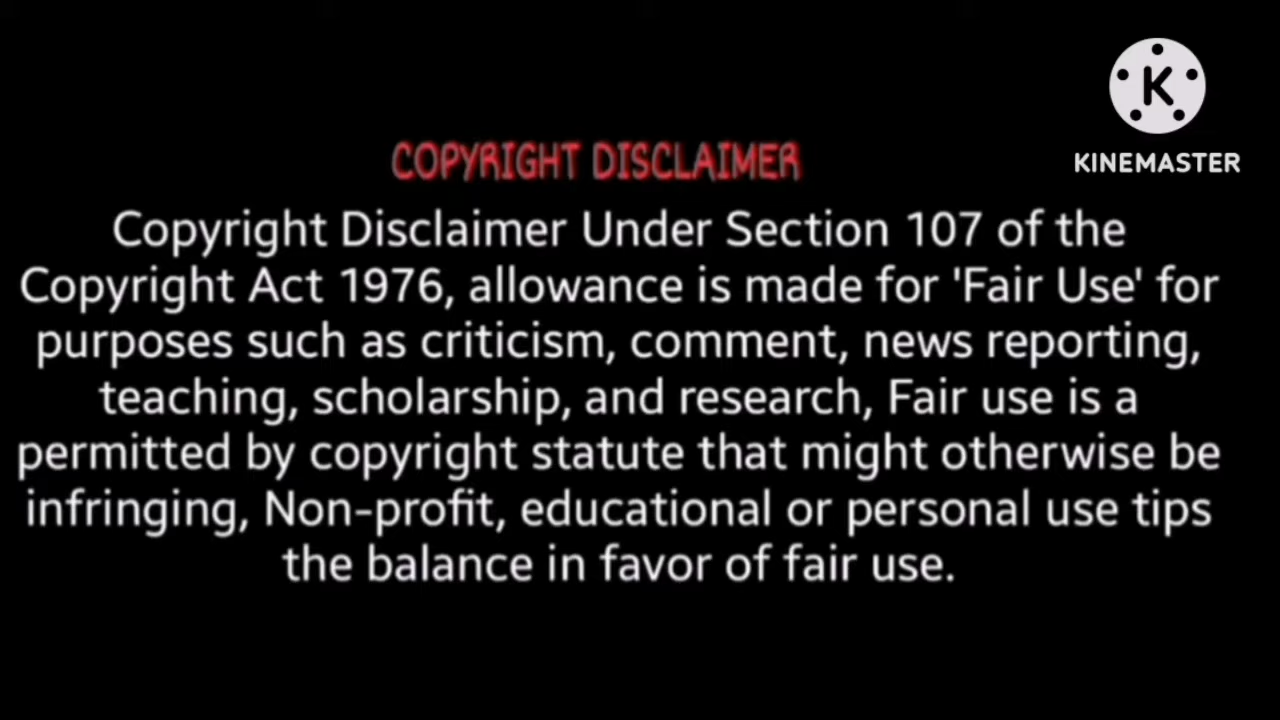 K
KINEMASTER
COPYRIGHT DISCLAIMER
Copyright Disclaimer Under Section 107 of the
Copyright Act 1976, allowance is made for 'Fair Use' for
purposes such as criticism, comment, news reporting,
teaching, scholarship, and research, Fair use is a
permitted by copyright statute that might otherwise be
infringing, Non-profit, educational or personal use tips
the balance in favor of fair use.